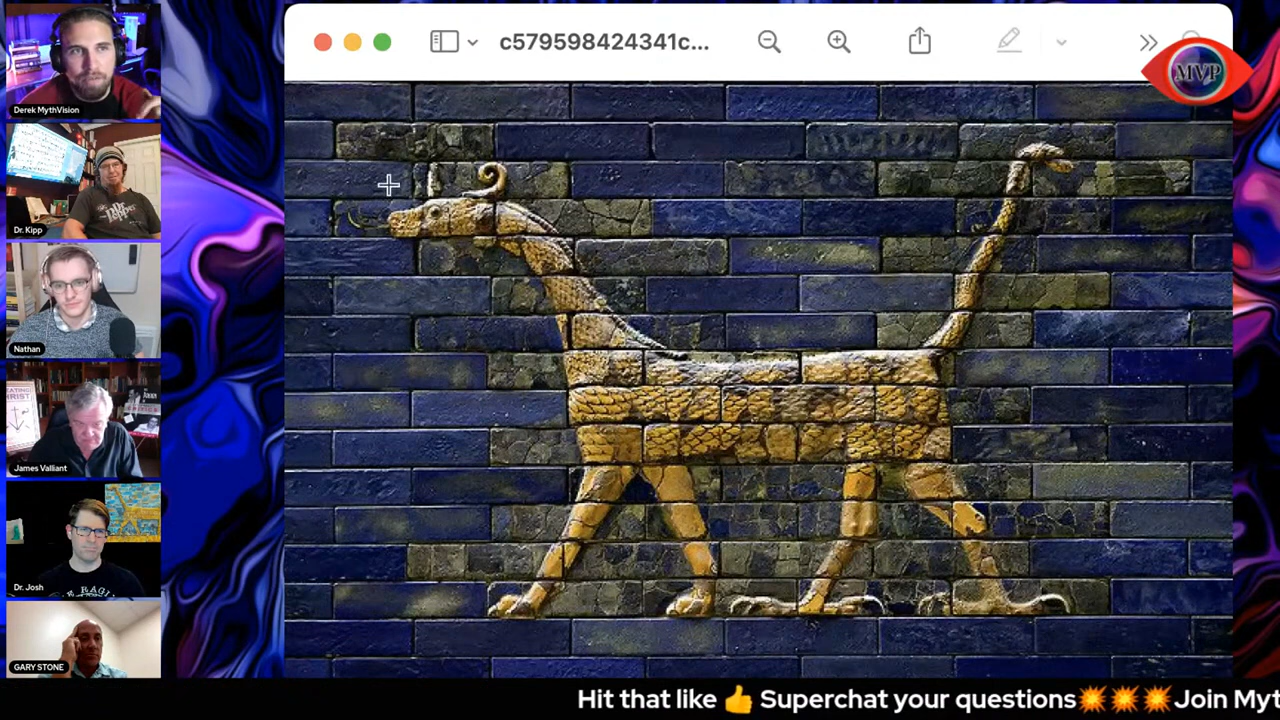 c579598424341c...
MVP
Derek MythVision
Dr. Kipp
Nathan
James Valliant
Dr. Josh
GARY STONE
Hit that like 👍 Superchat your questions💥💥💥Join Myt